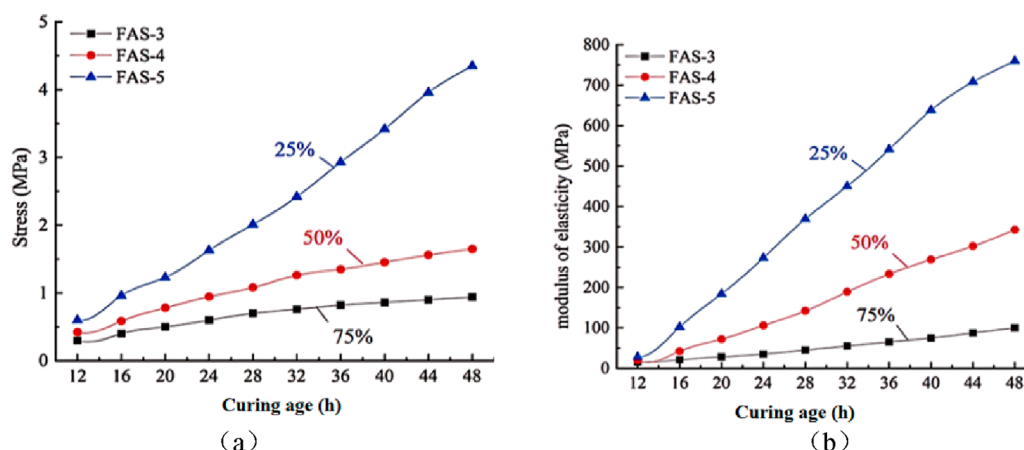 FAS-3
FAS-4
FAS-5
25%
50%
75%
Stress (MPa)
5
4
3
2
1
0
12 16 20 24 28 32 36 40 44 48
Curing age (h)
(a)
FAS-3
FAS-4
FAS-5
25%
50%
75%
modulus of elasticity (MPa)
800
700
600
500
400
300
200
100
0
12 16 20 24 28 32 36 40 44 48
Curing age (h)
(b)